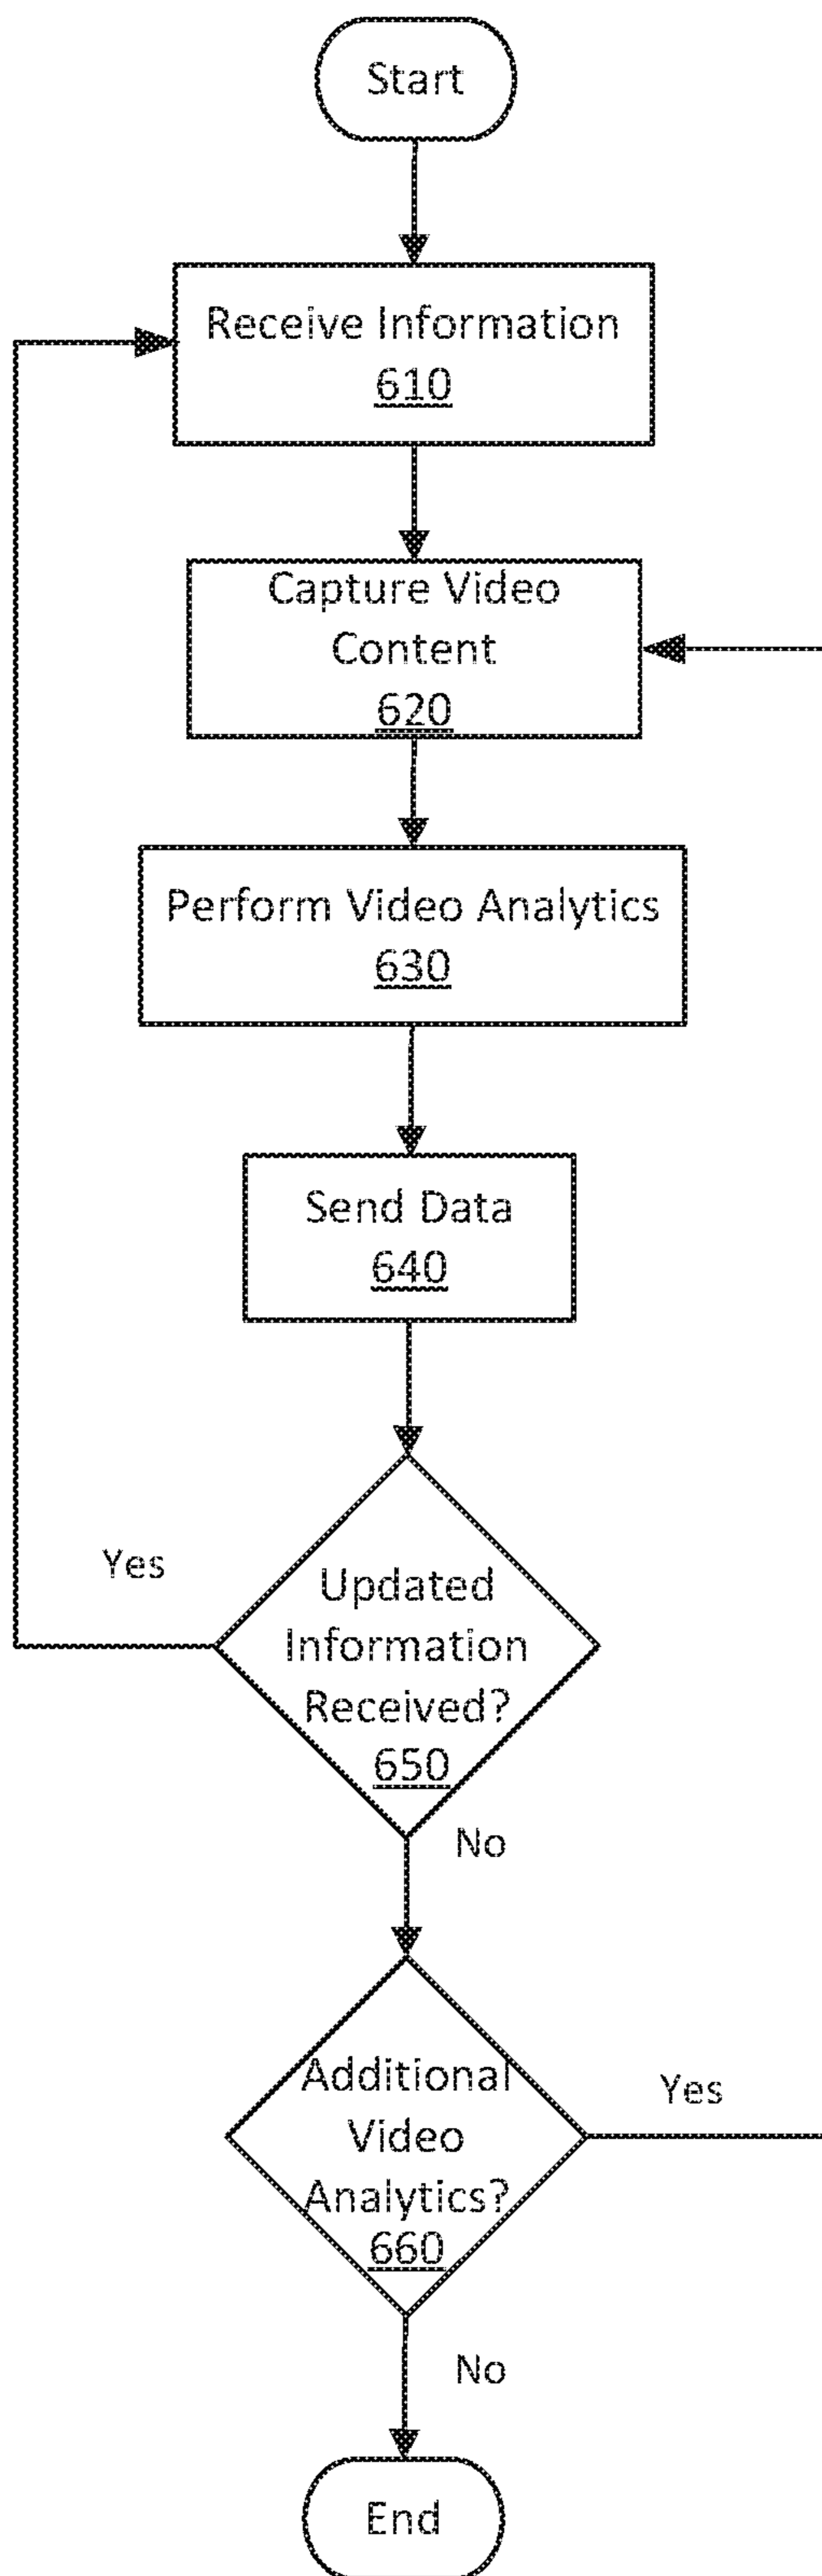 Start
Receive Information
610
Capture Video
Content
620
Perform Video Analytics
630
Send Data
640
Yes
Updated
Information
Received?
650
No
Additional
Video
Analytics?
660
Yes
No
End